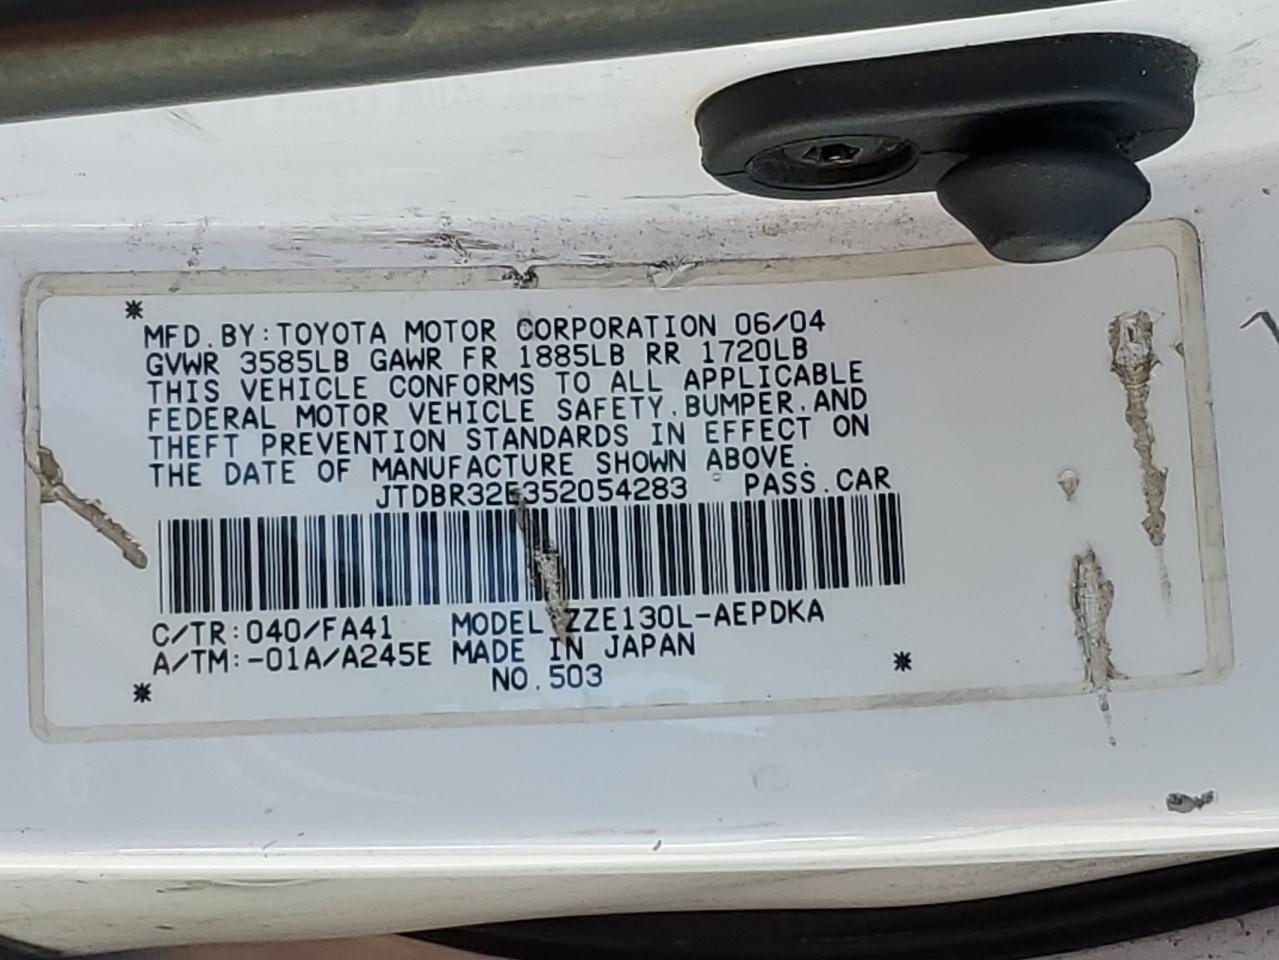 MFD.BY:TOYOTA MOTOR CORPORATION 06/04
GVWR 3585LB GAWR FR 1885LB RR 1720LB
THIS VEHICLE CONFORMS TO ALL APPLICABLE
FEDERAL MOTOR VEHICLE SAFETY,BUMPER,AND
THEFT PREVENTION STANDARDS IN EFFECT ON
THE DATE OF MANUFACTURE SHOWN ABOVE.
JTDBR32E352054283 PASS.CAR
C/TR:040/FA41 MODEL:ZZE130L-AEPDKA
A/TM:-01A/A245E MADE IN JAPAN
NO.503